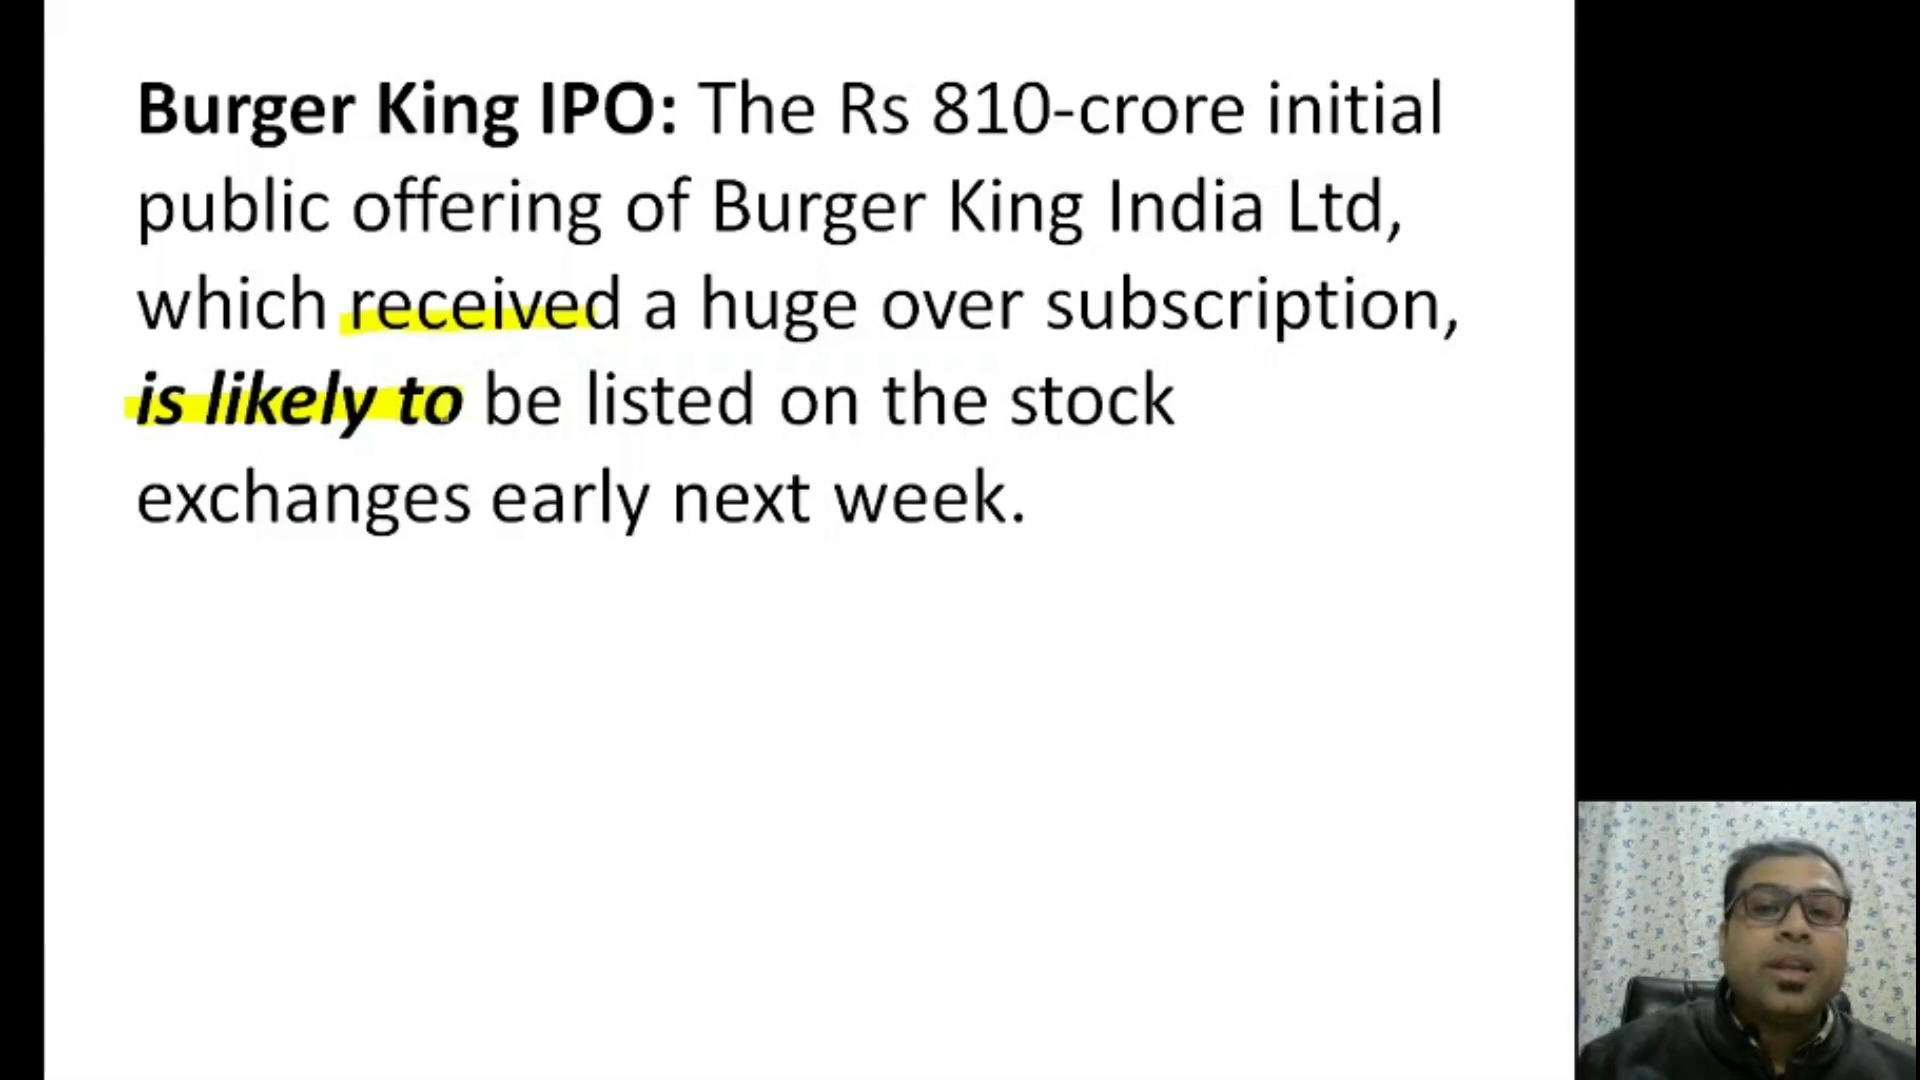 Burger King IPO: The Rs 810-crore initial
public offering of Burger King India Ltd,
which received a huge over subscription,
is likely to be listed on the stock
exchanges early next week.